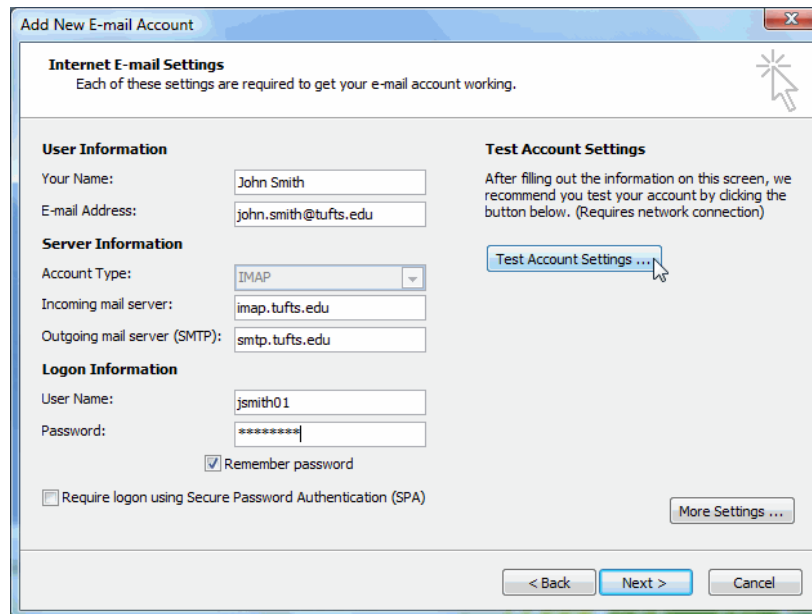 Add New E-mail Account
Internet E-mail Settings
Each of these settings are required to get your e-mail account working.
User Information
Your Name:
John Smith
E-mail Address:
john.smith@tufts.edu
Server Information
Account Type:
IMAP
Incoming mail server:
imap.tufts.edu
Outgoing mail server (SMTP):
smtp.tufts.edu
Logon Information
User Name:
jsmith01
Password:
********
Remember password
Require logon using Secure Password Authentication (SPA)
Test Account Settings
After filling out the information on this screen, we
recommend you test your account by clicking the
button below. (Requires network connection)
Test Account Settings ...
More Settings ...
< Back
Next >
Cancel